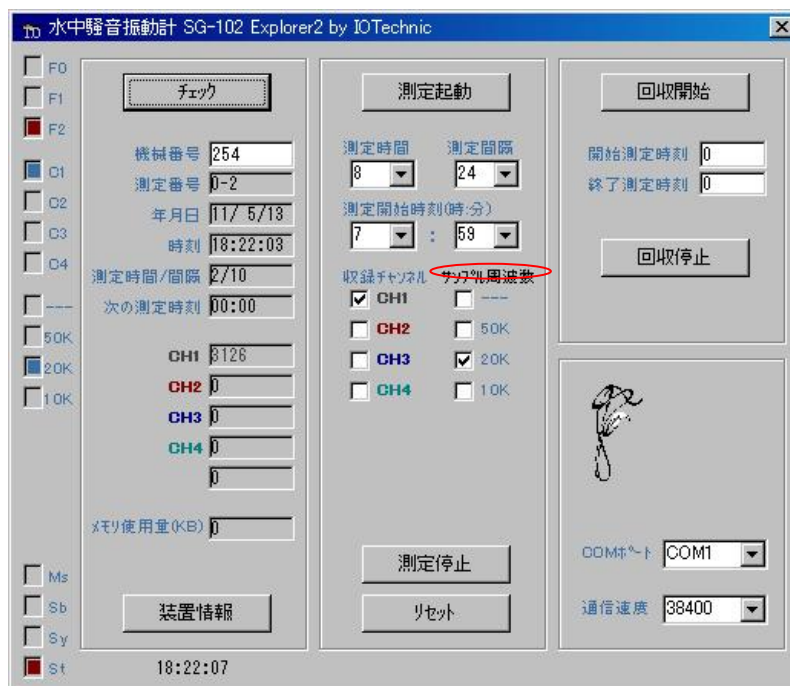 水中騒音振動計 SG-102 Explorer2 by IOTechnic
F0
F1
F2
C1
C2
C3
C4
---
50K
20K
10K
Ms
Sb
Sy
St
チェック
機械番号 254
測定番号 0-2
年月日 11/ 5/13
時刻 18:22:03
測定時間/間隔 2/10
次の測定時刻 00:00
CH1 3126
CH2 0
CH3 0
CH4 0
0
メモリ使用量(KB) 0
装置情報
18:22:07
測定起動
測定時間 測定間隔
8 24
測定開始時刻(時:分)
7 : 59
収録チャンネル サンプル周波数
CH1 ---
CH2 50K
CH3 20K
CH4 10K
測定停止
リセット
回収開始
開始測定時刻 0
終了測定時刻 0
回収停止
COMポート COM1
通信速度 38400